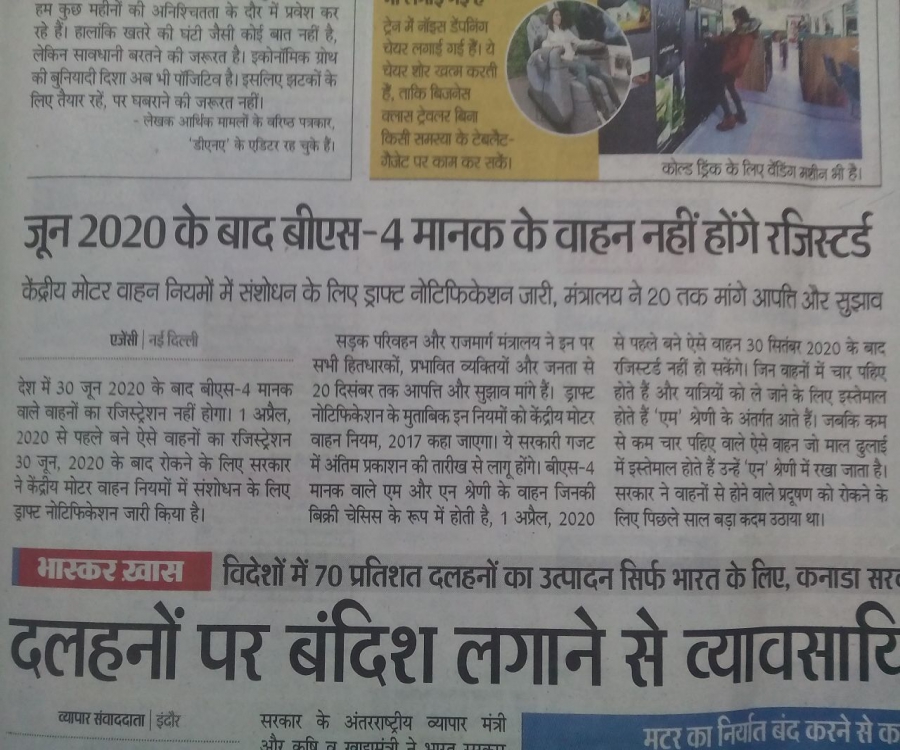 हम कुछ महीनों की अनिश्चितता के दौर में प्रवेश कर
रहे हैं। हालांकि खतरे की घंटी जैसी कोई बात नहीं है,
लेकिन सावधानी बरतने की जरूरत है। इकोनॉमिक ग्रोथ
की बुनियादी दिशा अब भी पॉजिटिव है। इसलिए झटकों के
लिए तैयार रहें, पर घबराने की जरूरत नहीं।
- लेखक आर्थिक मामलों के वरिष्ठ पत्रकार,
'डीएनए' के एडिटर रह चुके हैं।
ट्रेन में नॉइस डेंपनिंग
चेयर लगाई गई हैं। ये
चेयर शोर खत्म करती
हैं, ताकि बिजनेस
क्लास ट्रेवलर बिना
किसी समस्या के टेबलेट-
गैजेट पर काम कर सकें।
कोल्ड ड्रिंक के लिए वेंडिंग मशीन भी है।
जून 2020 के बाद बीएस-4 मानक के वाहन नहीं होंगे रजिस्टर्ड
केंद्रीय मोटर वाहन नियमों में संशोधन के लिए ड्राफ्ट नोटिफिकेशन जारी, मंत्रालय ने 20 तक मांगे आपत्ति और सुझाव
एजेंसी | नई दिल्ली
देश में 30 जून 2020 के बाद बीएस-4 मानक
वाले वाहनों का रजिस्ट्रेशन नहीं होगा। 1 अप्रैल,
2020 से पहले बने ऐसे वाहनों का रजिस्ट्रेशन
30 जून, 2020 के बाद रोकने के लिए सरकार
ने केंद्रीय मोटर वाहन नियमों में संशोधन के लिए
ड्राफ्ट नोटिफिकेशन जारी किया है।
सड़क परिवहन और राजमार्ग मंत्रालय ने इन पर
सभी हितधारकों, प्रभावित व्यक्तियों और जनता से
20 दिसंबर तक आपत्ति और सुझाव मांगे हैं। ड्राफ्ट
नोटिफिकेशन के मुताबिक इन नियमों को केंद्रीय मोटर
वाहन नियम, 2017 कहा जाएगा। ये सरकारी गजट
में अंतिम प्रकाशन की तारीख से लागू होंगे। बीएस-4
मानक वाले एम और एन श्रेणी के वाहन जिनकी
बिक्री चेसिस के रूप में होती है, 1 अप्रैल, 2020
से पहले बने ऐसे वाहन 30 सितंबर 2020 के बाद
रजिस्टर्ड नहीं हो सकेंगे। जिन वाहनों में चार पहिए
होते हैं और यात्रियों को ले जाने के लिए इस्तेमाल
होते हैं 'एम' श्रेणी के अंतर्गत आते हैं। जबकि कम
से कम चार पहिए वाले ऐसे वाहन जो माल ढुलाई
में इस्तेमाल होते हैं उन्हें 'एन' श्रेणी में रखा जाता है।
सरकार ने वाहनों से होने वाले प्रदूषण को रोकने के
लिए पिछले साल बड़ा कदम उठाया था।
भास्कर ख़ास
विदेशों में 70 प्रतिशत दलहनों का उत्पादन सिर्फ भारत के लिए, कनाडा
दलहनों पर बंदिश लगाने से
व्यापार संवाददाता | इंदौर
सरकार के अंतरराष्ट्रीय व्यापार मंत्री
मटर का निर्यात बंद करने से